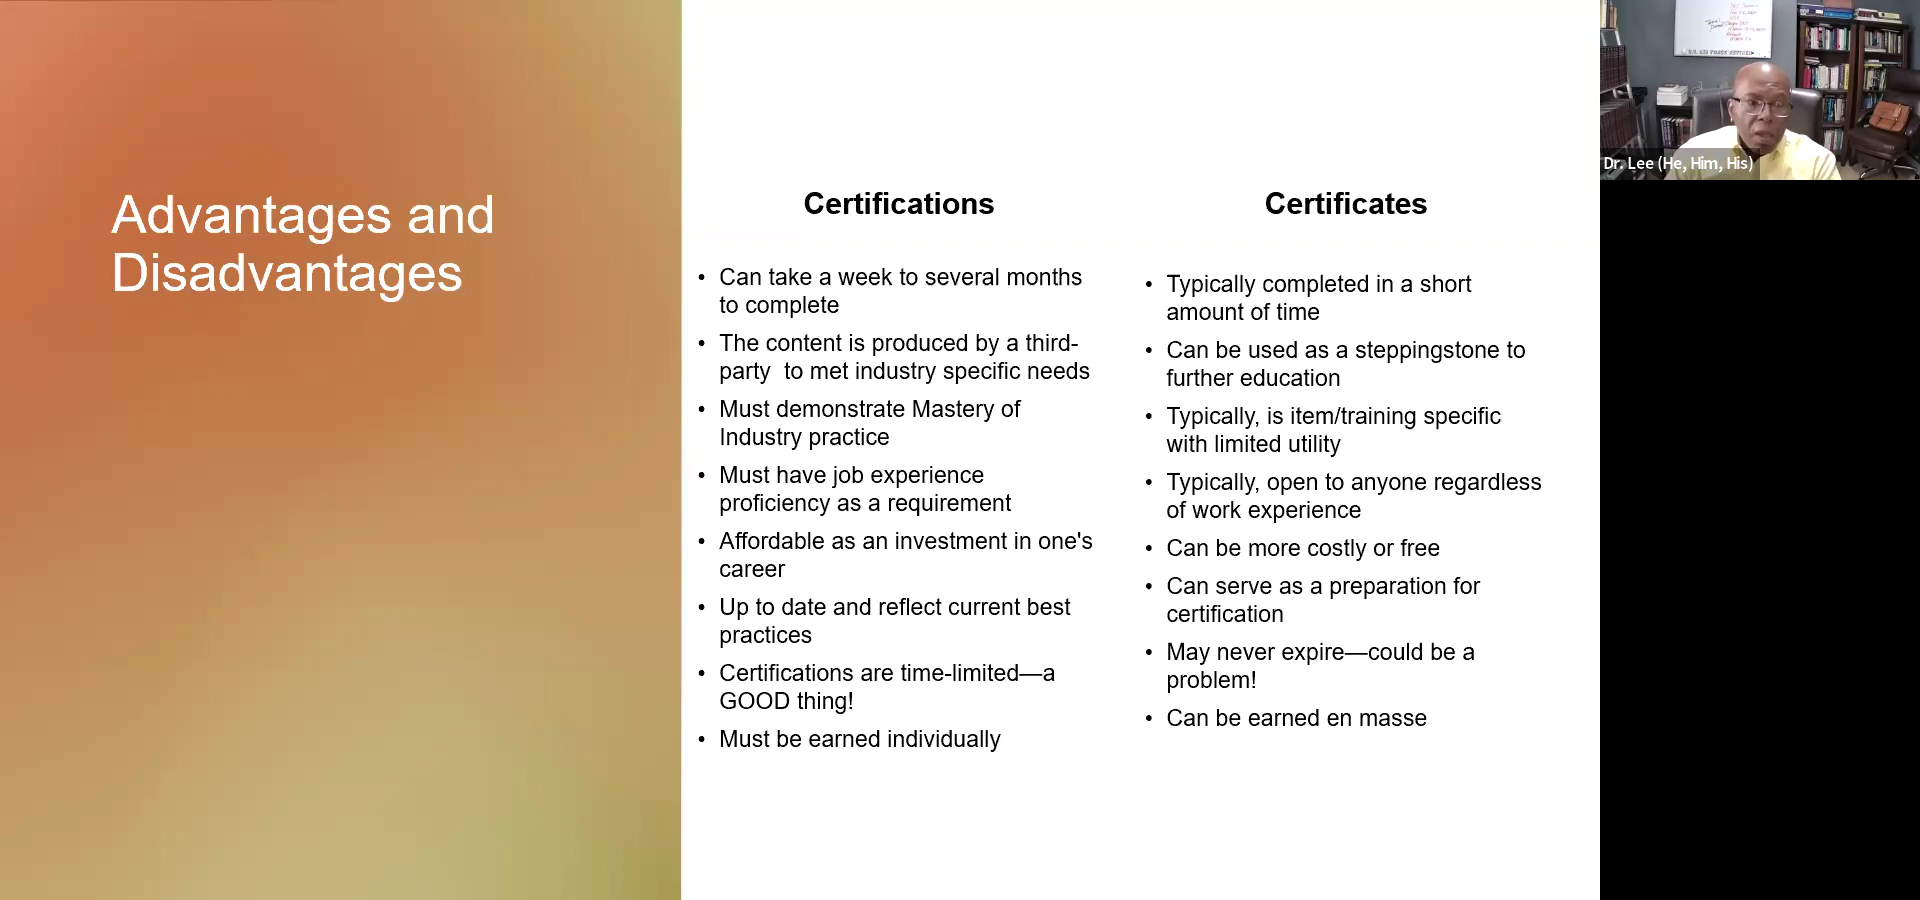 Advantages and
Disadvantages
Certifications
• Can take a week to several months
to complete
• The content is produced by a third-
party  to met industry specific needs
• Must demonstrate Mastery of
Industry practice
• Must have job experience
proficiency as a requirement
• Affordable as an investment in one's
career
• Up to date and reflect current best
practices
• Certifications are time-limited—a
GOOD thing!
• Must be earned individually
Certificates
• Typically completed in a short
amount of time
• Can be used as a steppingstone to
further education
• Typically, is item/training specific
with limited utility
• Typically, open to anyone regardless
of work experience
• Can be more costly or free
• Can serve as a preparation for
certification
• May never expire—could be a
problem!
• Can be earned en masse
U.S. AIR FORCE RETIRED
Dr. Lee (He, Him, His)